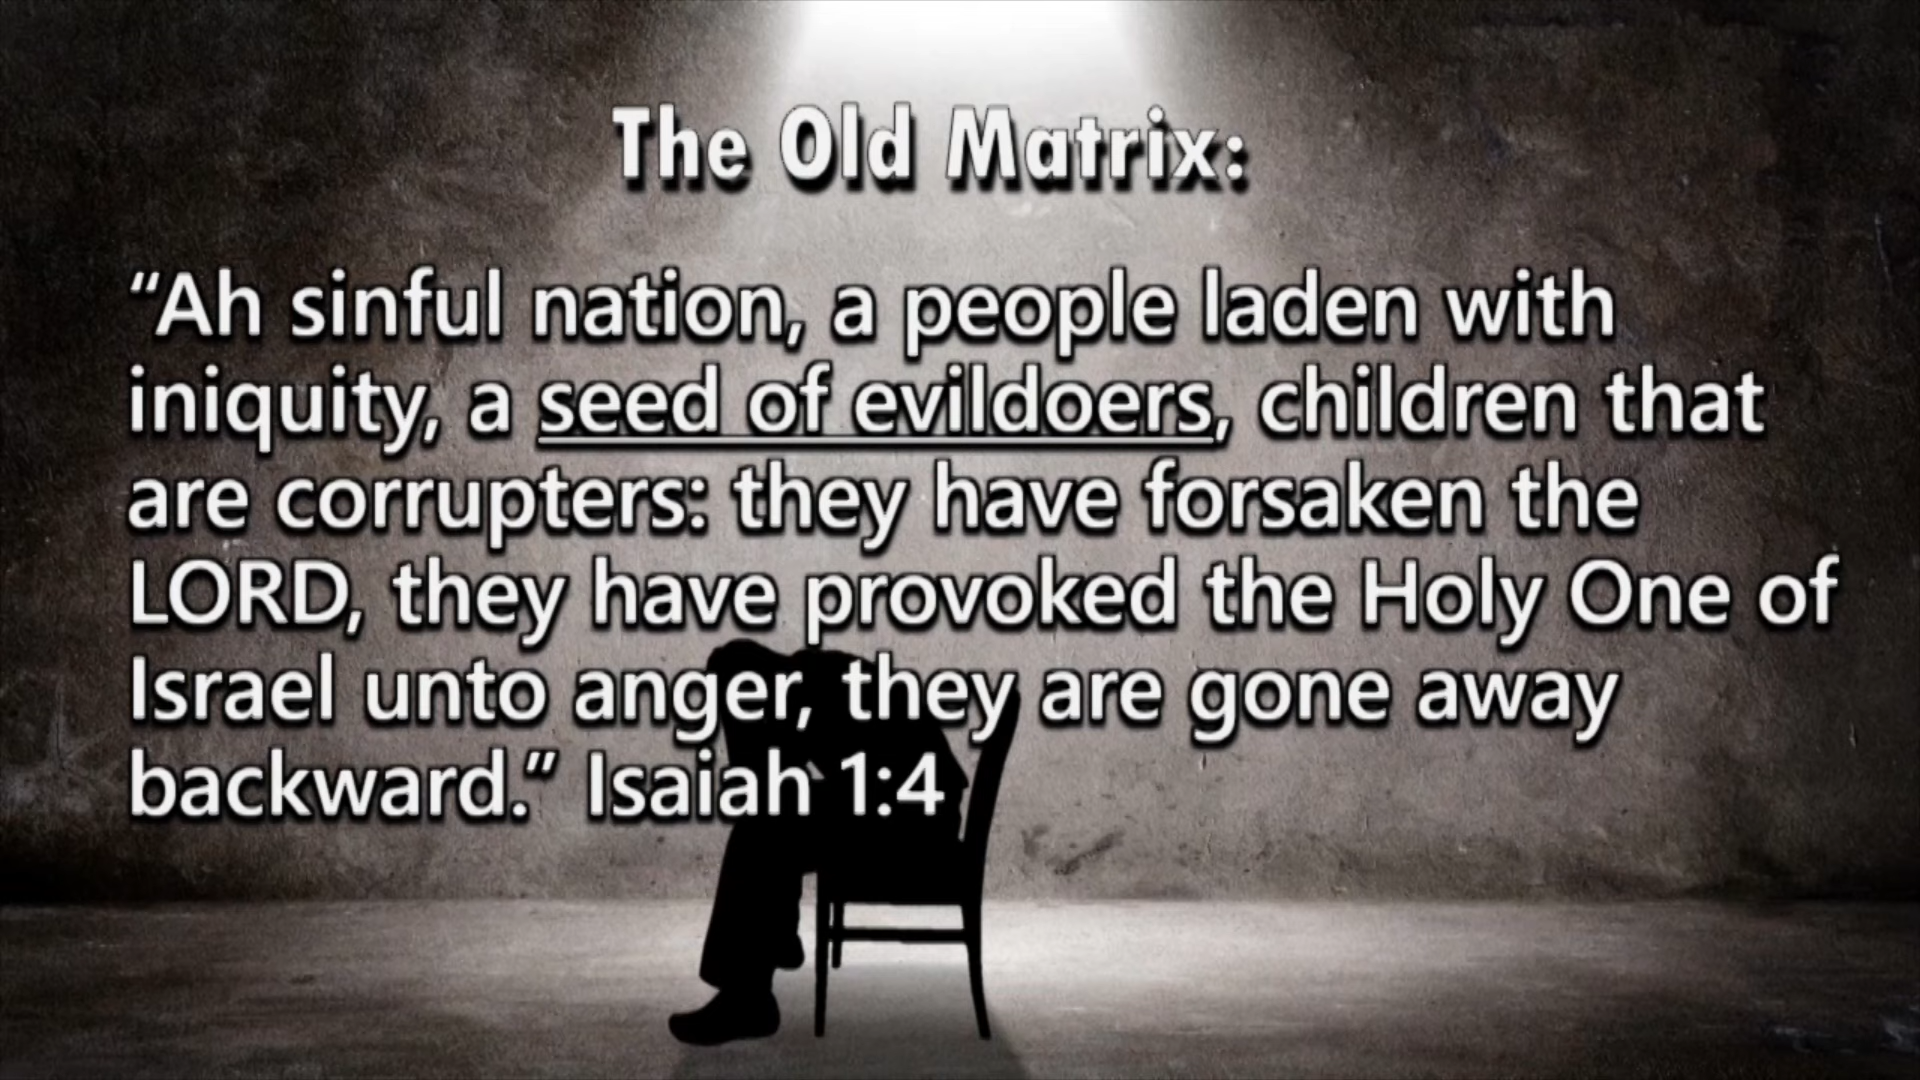 The Old Matrix:
“Ah sinful nation, a people laden with
iniquity, a seed of evildoers, children that
are corrupters: they have forsaken the
LORD, they have provoked the Holy One of
Israel unto anger, they are gone away
backward.” Isaiah 1:4